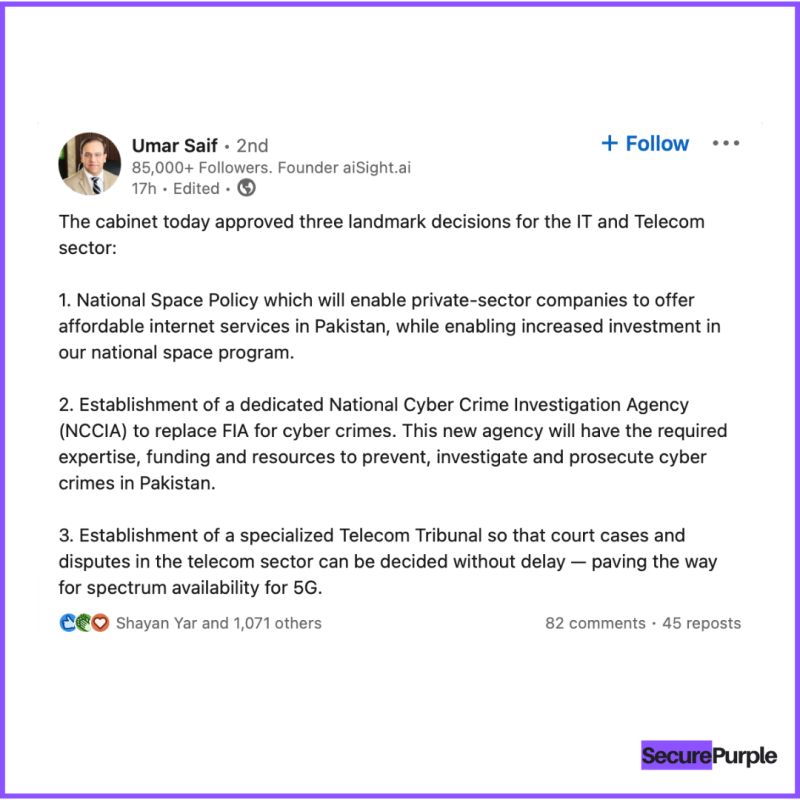 Umar Saif • 2nd
+ Follow •••
85,000+ Followers. Founder aiSight.ai
17h • Edited •
The cabinet today approved three landmark decisions for the IT and Telecom
sector:
1. National Space Policy which will enable private-sector companies to offer
affordable internet services in Pakistan, while enabling increased investment in
our national space program.
2. Establishment of a dedicated National Cyber Crime Investigation Agency
(NCCIA) to replace FIA for cyber crimes. This new agency will have the required
expertise, funding and resources to prevent, investigate and prosecute cyber
crimes in Pakistan.
3. Establishment of a specialized Telecom Tribunal so that court cases and
disputes in the telecom sector can be decided without delay — paving the way
for spectrum availability for 5G.
Shayan Yar and 1,071 others
82 comments • 45 reposts
SecurePurple